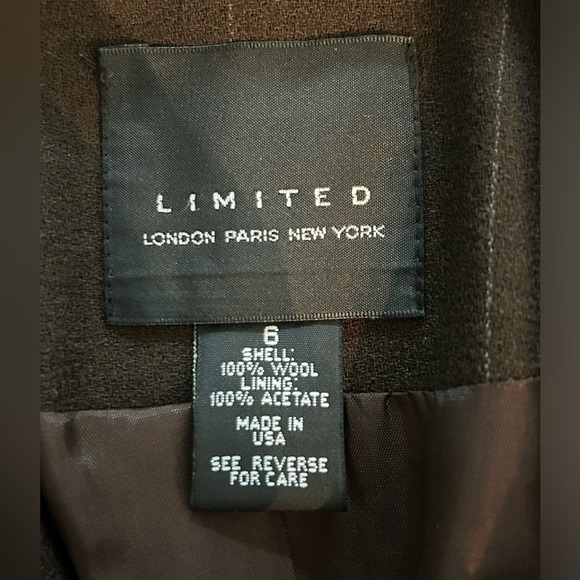 LIMITED
LONDON PARIS NEW YORK
6
SHELL:
100% WOOL
LINING:
100% ACETATE
MADE IN
USA
SEE REVERSE
FOR CARE